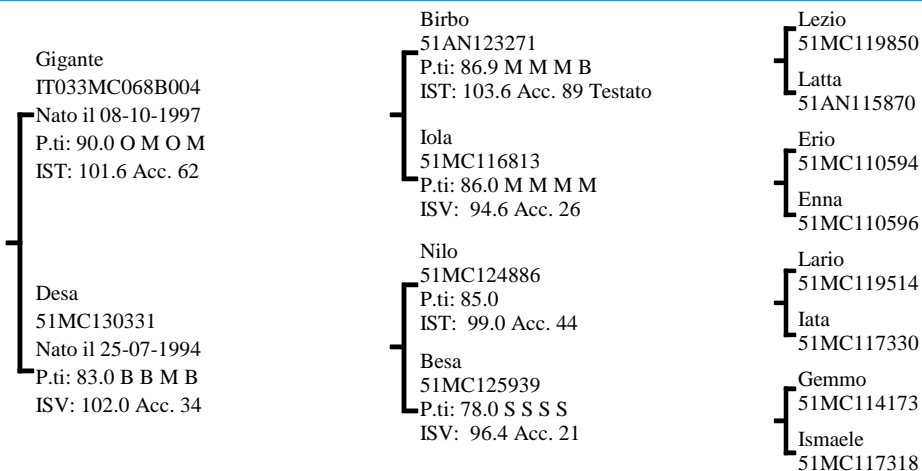 Gigante
IT033MC068B004
Nato il 08-10-1997
P.ti: 90.0 O M O M
IST: 101.6 Acc. 62
Desa
51MC130331
Nato il 25-07-1994
P.ti: 83.0 B B M B
ISV: 102.0 Acc. 34
Birbo
51AN123271
P.ti: 86.9 M M M B
IST: 103.6 Acc. 89 Testato
Iola
51MC116813
P.ti: 86.0 M M M M
ISV: 94.6 Acc. 26
Nilo
51MC124886
P.ti: 85.0
IST: 99.0 Acc. 44
Besa
51MC125939
P.ti: 78.0 S S S S
ISV: 96.4 Acc. 21
Lezio
51MC119850
Latta
51AN115870
Erio
51MC110594
Enna
51MC110596
Lario
51MC119514
Iata
51MC117330
Gemmo
51MC114173
Ismaele
51MC117318